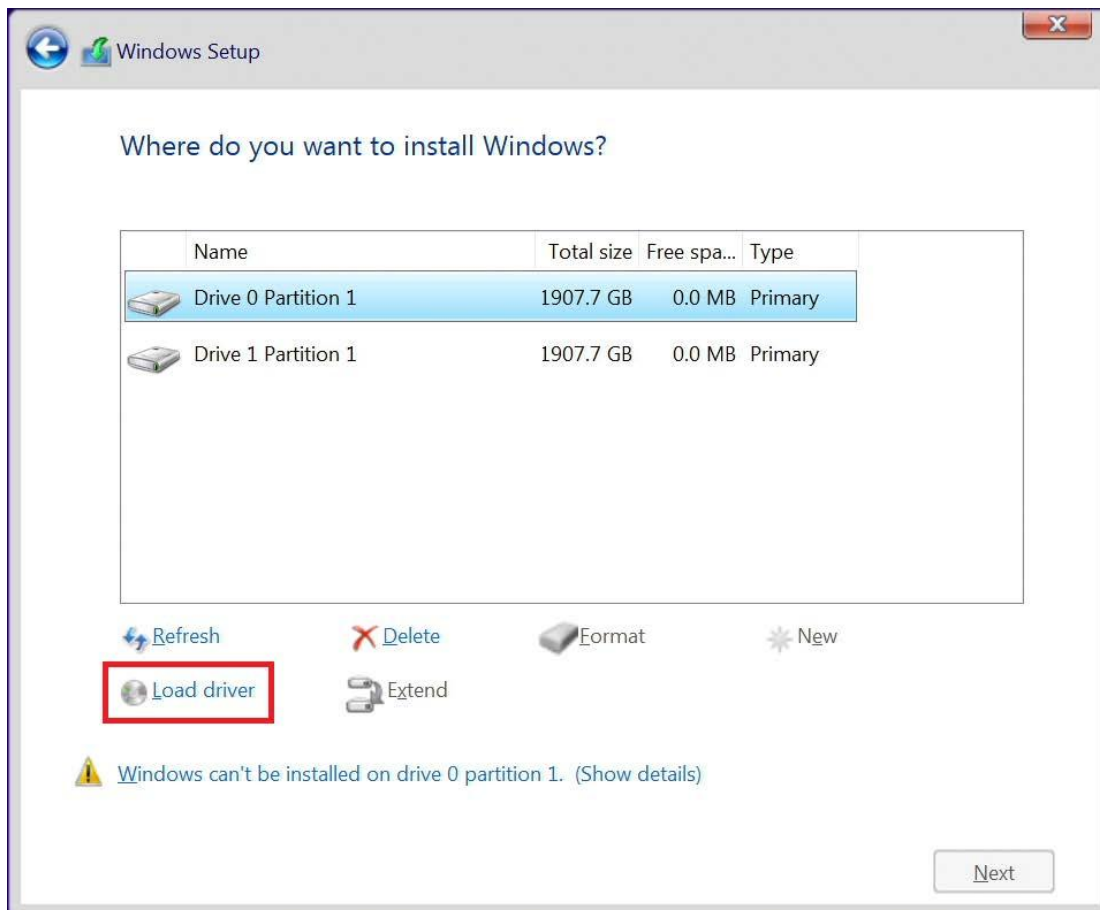 Windows Setup
Where do you want to install Windows?
Name Total size Free spa... Type
Drive 0 Partition 1 1907.7 GB 0.0 MB Primary
Drive 1 Partition 1 1907.7 GB 0.0 MB Primary
Refresh Delete Format New
Load driver Extend
Windows can't be installed on drive 0 partition 1. (Show details)
Next